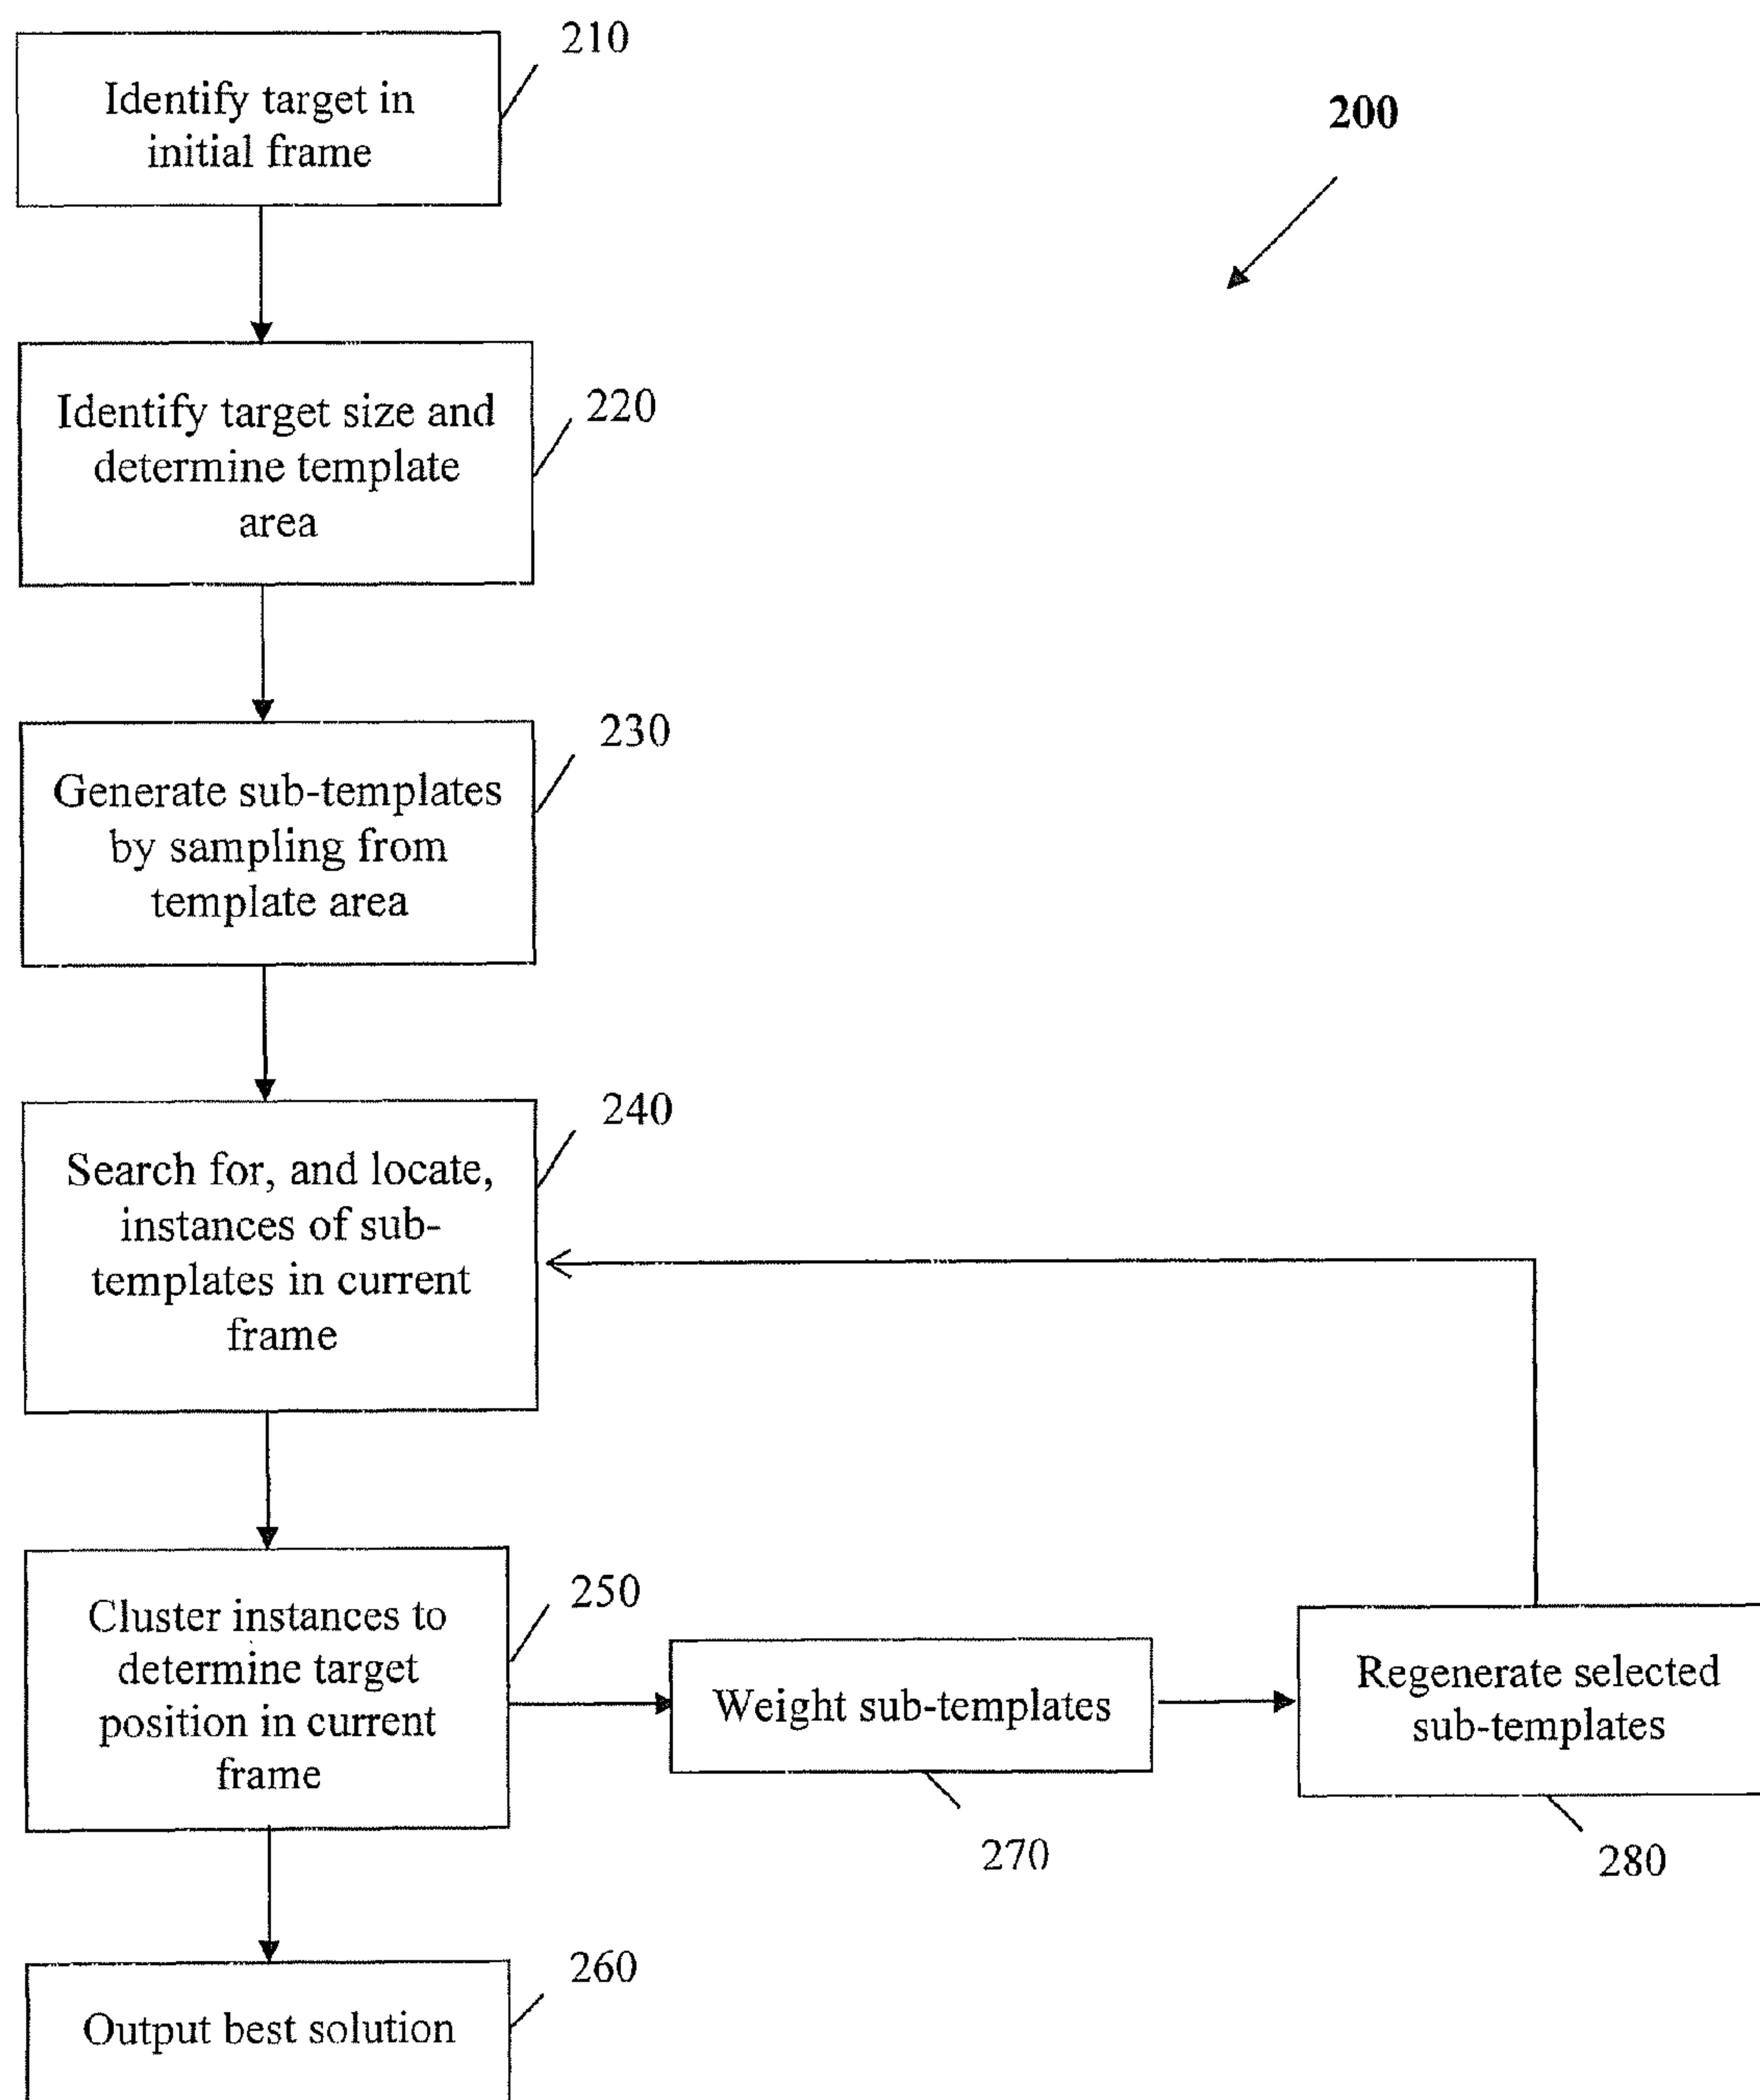 210
Identify target in
initial frame
200
220
Identify target size and
determine template
area
230
Generate sub-templates
by sampling from
template area
240
Search for, and locate,
instances of sub-
templates in current
frame
250
Cluster instances to
determine target
position in current
frame
Weight sub-templates
270
Regenerate selected
sub-templates
280
260
Output best solution